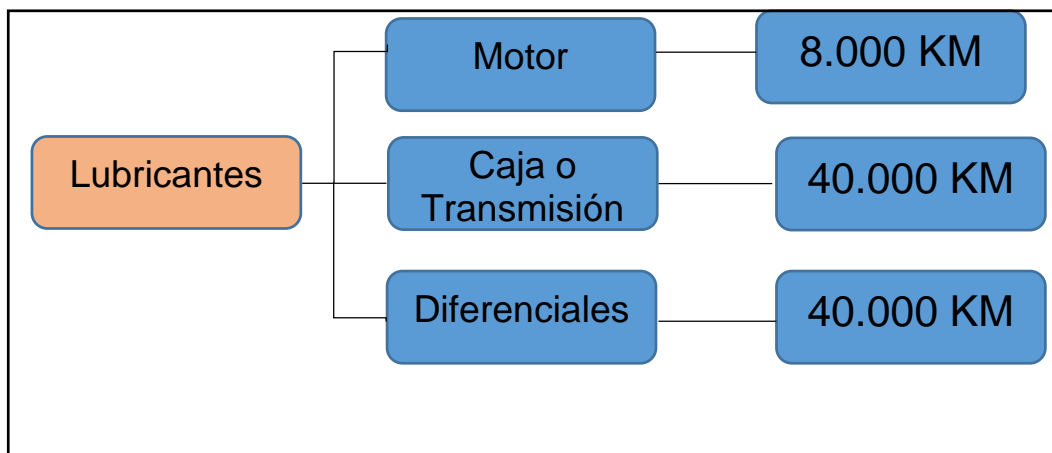 Lubricantes
Motor
8.000 KM
Caja o
Transmisión
40.000 KM
Diferenciales
40.000 KM